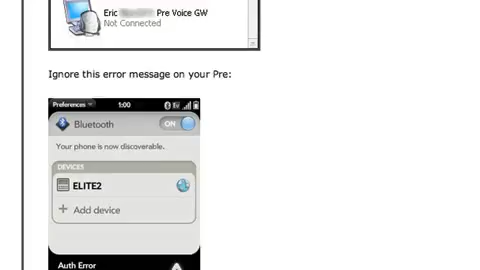 Eric Pre Voice GW
Not Connected
Ignore this error message on your Pre:
Preferences 1:00 Ev
Bluetooth ON
Your phone is now discoverable.
DEVICES
ELITE2
+ Add device
Auth Error